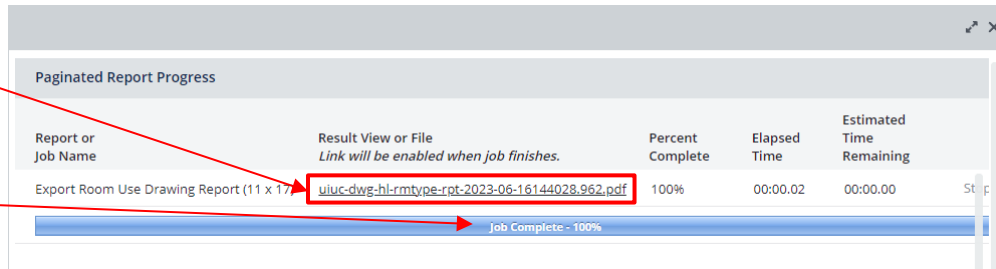 Paginated Report Progress
Estimated
Report or Result View or File Percent Elapsed Time
Job Name Link will be enabled when job finishes. Complete Time Remaining
Export Room Use Drawing Report (11 x 17) uiuc-dwg-hl-rmtype-rpt-2023-06-16144028.962.pdf 100% 00:00.02 00:00.00
Job Complete - 100%